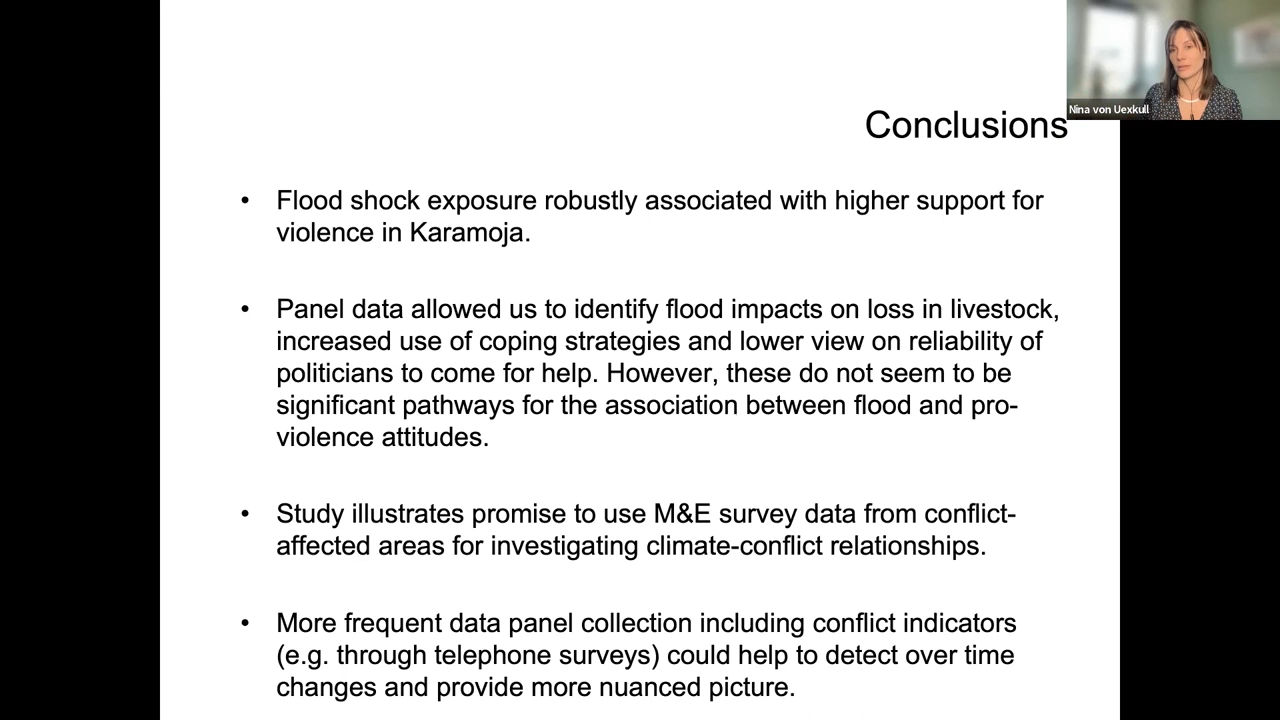 Nina von Uexkull
Conclusions
• Flood shock exposure robustly associated with higher support for
violence in Karamoja.
• Panel data allowed us to identify flood impacts on loss in livestock,
increased use of coping strategies and lower view on reliability of
politicians to come for help. However, these do not seem to be
significant pathways for the association between flood and pro-
violence attitudes.
• Study illustrates promise to use M&E survey data from conflict-
affected areas for investigating climate-conflict relationships.
• More frequent data panel collection including conflict indicators
(e.g. through telephone surveys) could help to detect over time
changes and provide more nuanced picture.